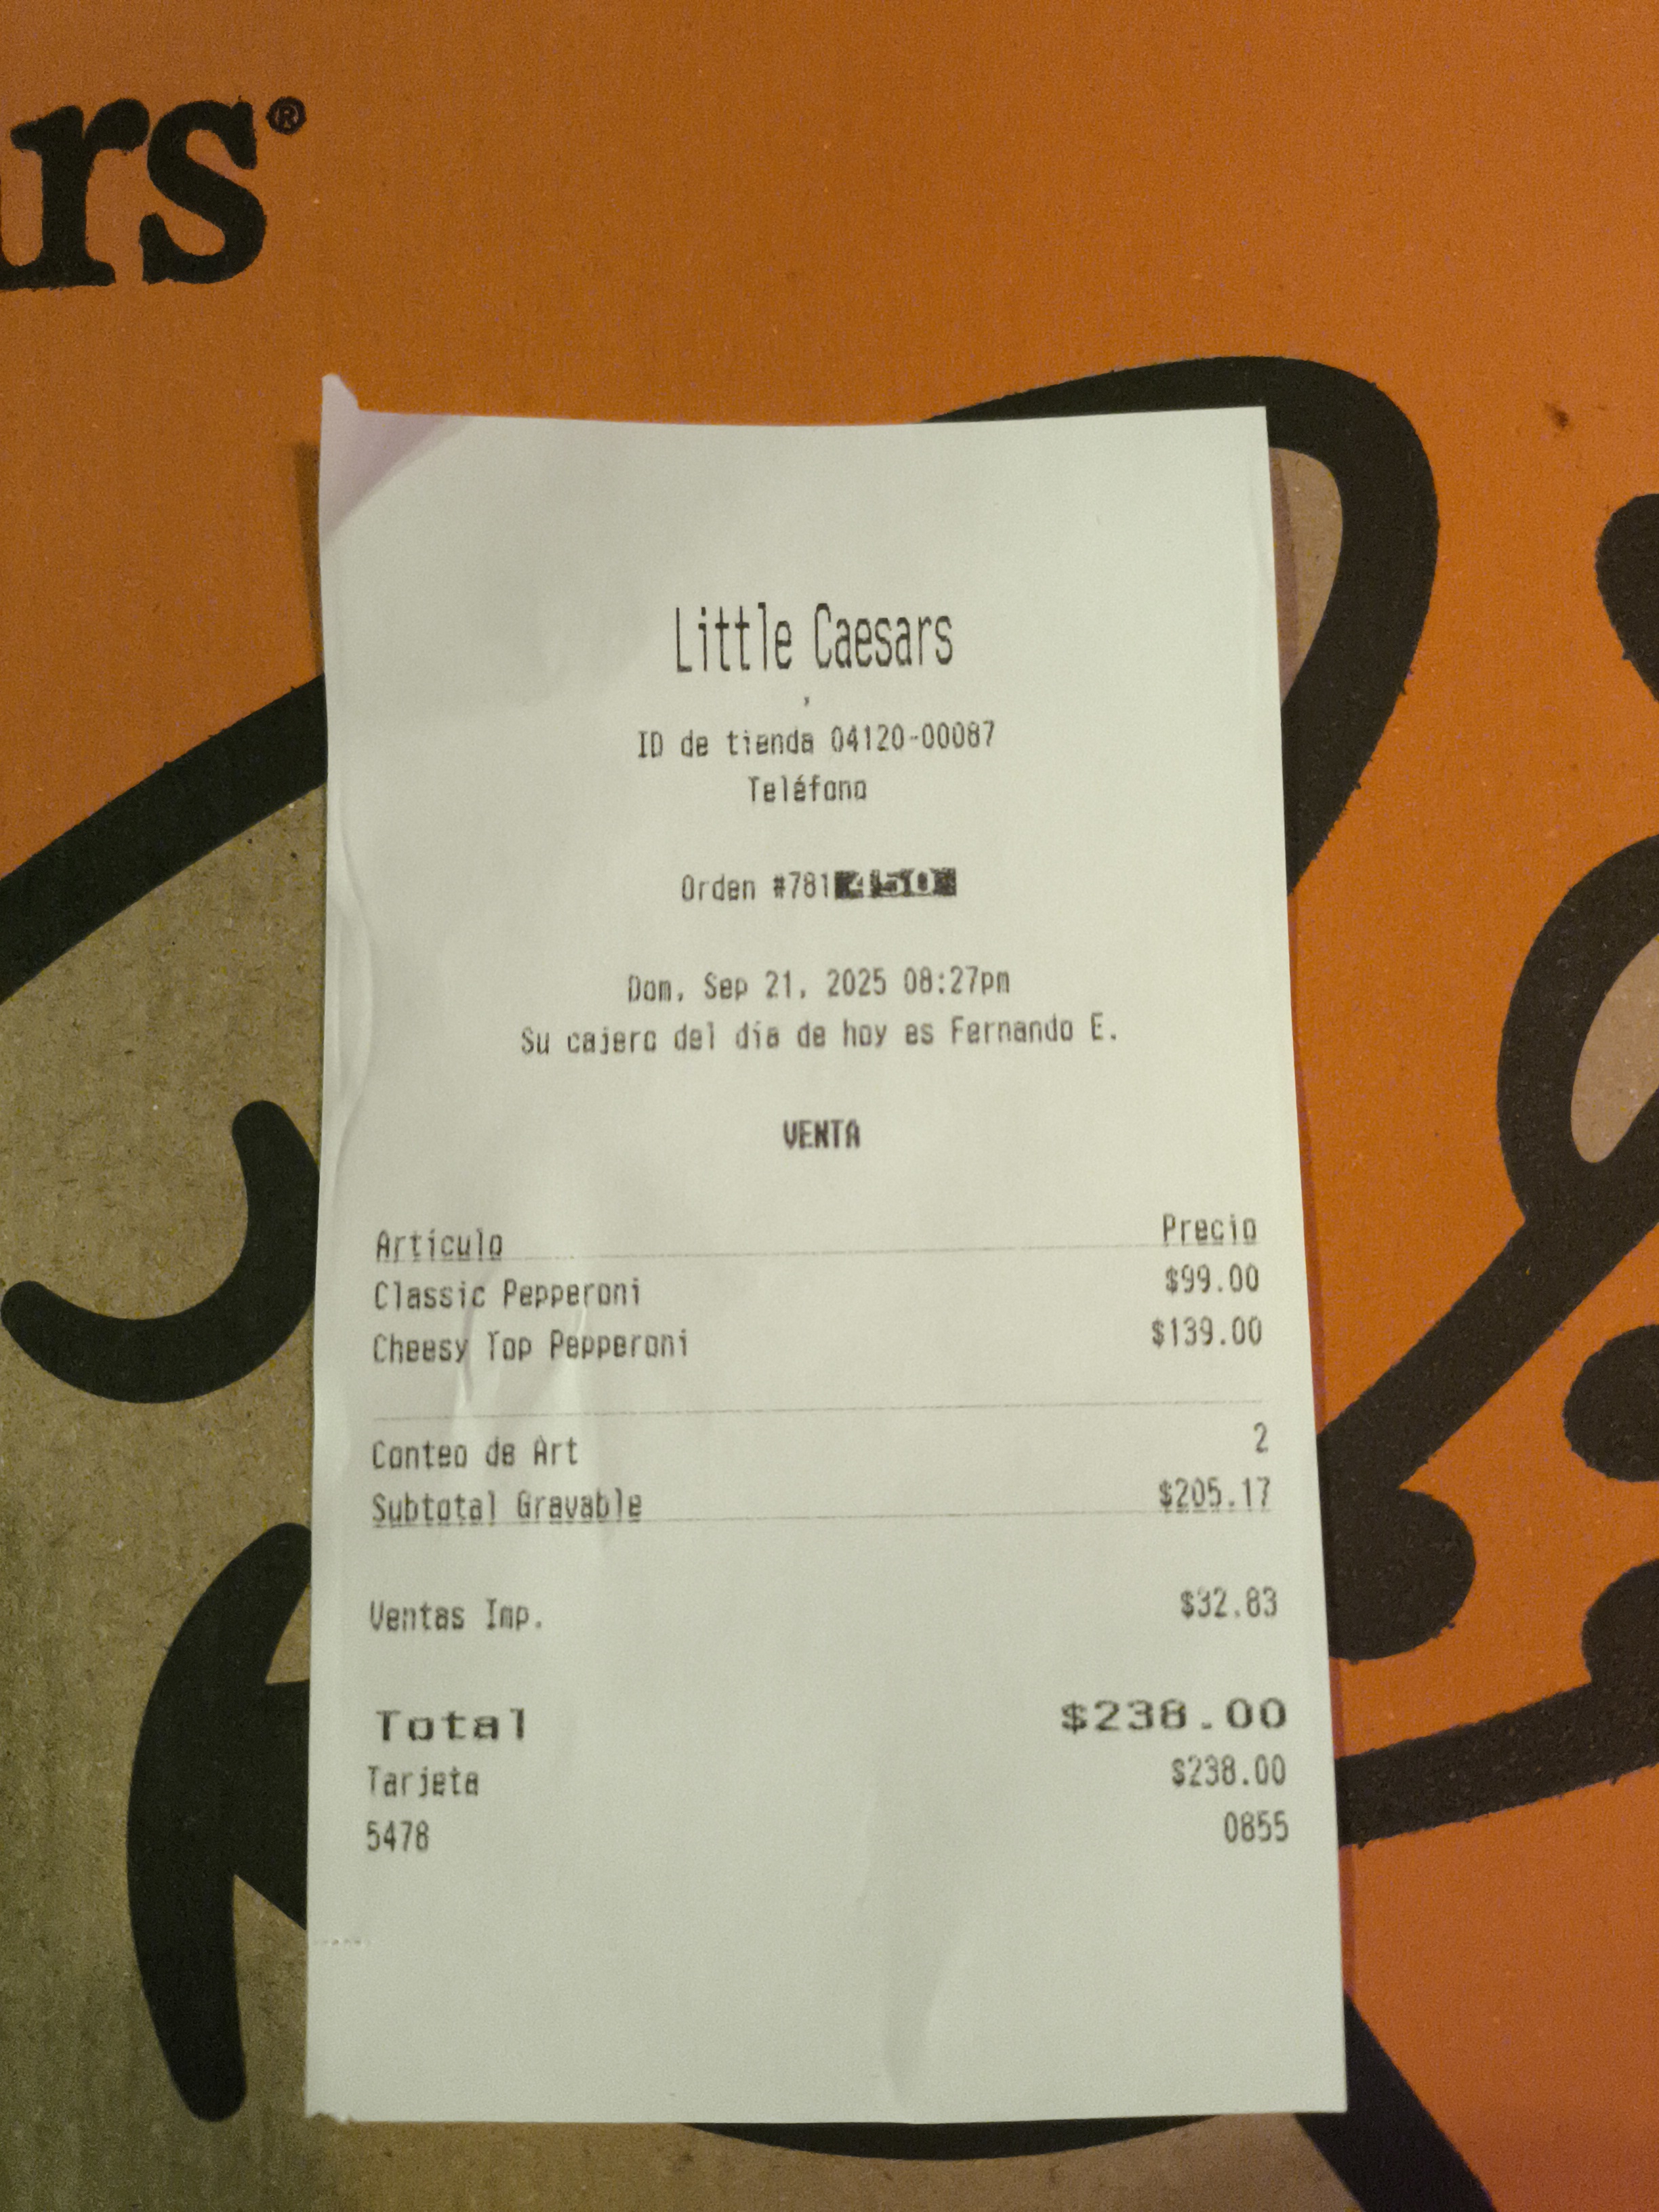 ars®
Little Caesars
,
ID de tienda 04120-00087
Teléfono
Orden #7814501
Dom, Sep 21, 2025 08:27pm
Su cajero del día de hoy es Fernando E.
VENTA
Artículo Precio
Classic Pepperoni $99.00
Cheesy Top Pepperoni $139.00
Conteo de Art 2
Subtotal Gravable $205.17
Ventas Imp. $32.83
Total $238.00
Tarjeta $238.00
5478 0855